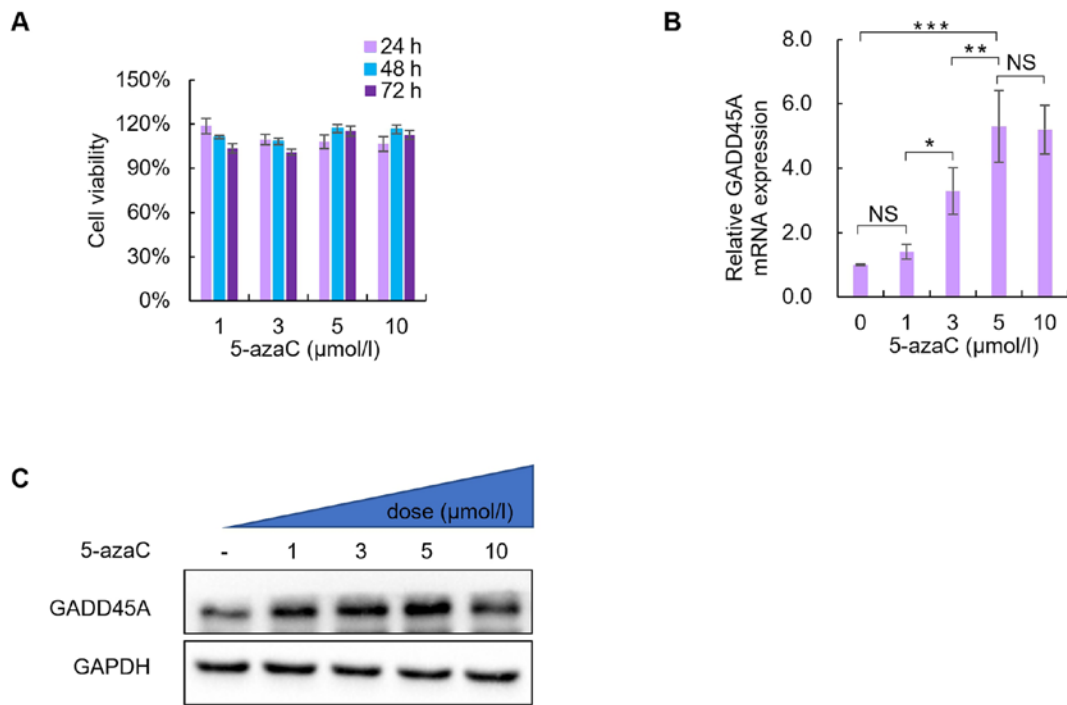 A
24 h
48 h
72 h
150%
120%
90%
60%
30%
0%
Cell viability
1 3 5 10
5-azaC (µmol/l)
B
***
**
NS
*
NS
8.0
6.0
4.0
2.0
0.0
Relative GADD45A
mRNA expression
0 1 3 5 10
5-azaC (µmol/l)
C
dose (µmol/l)
5-azaC - 1 3 5 10
GADD45A
GAPDH